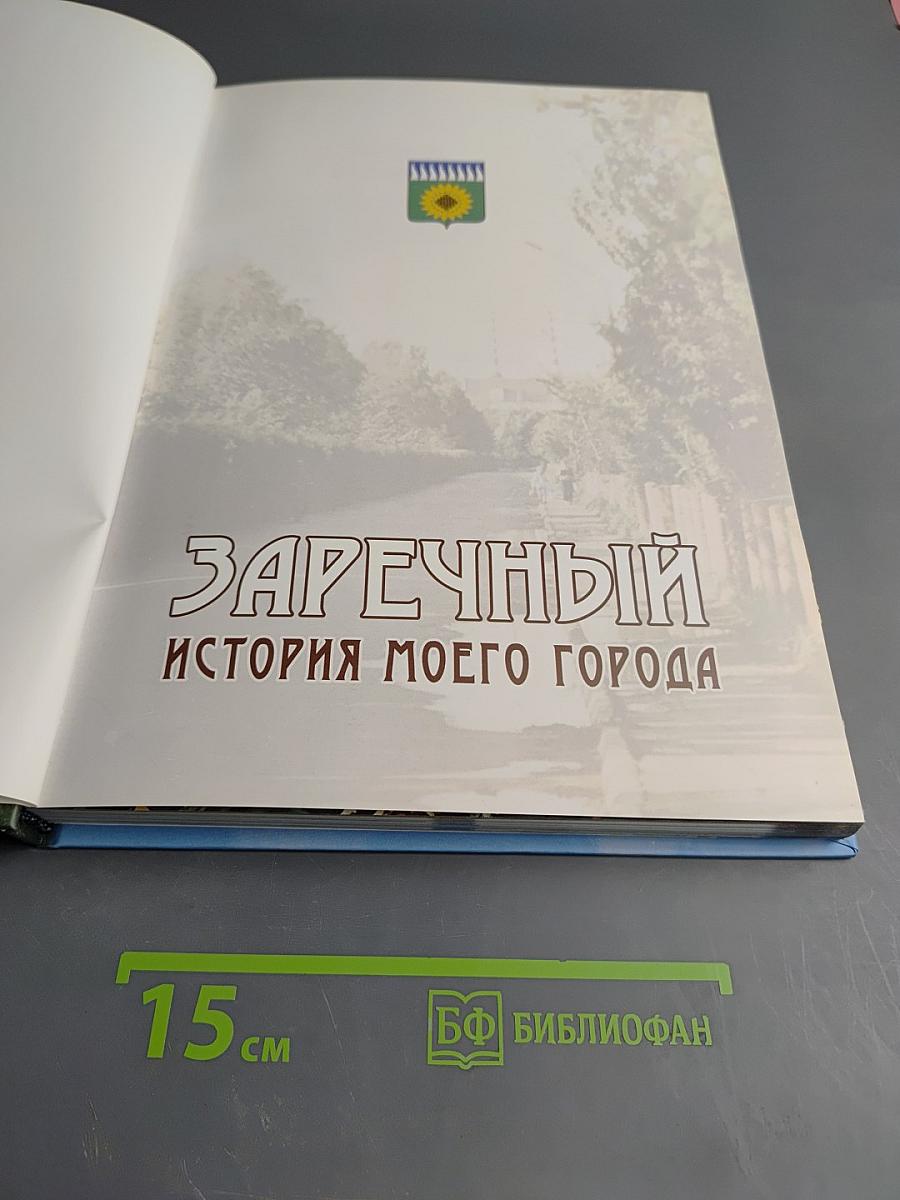 ЗАРЕЧНЫЙ
ИСТОРИЯ МОЕГО ГОРОДА
15 см
БФ БИБЛИОФАН